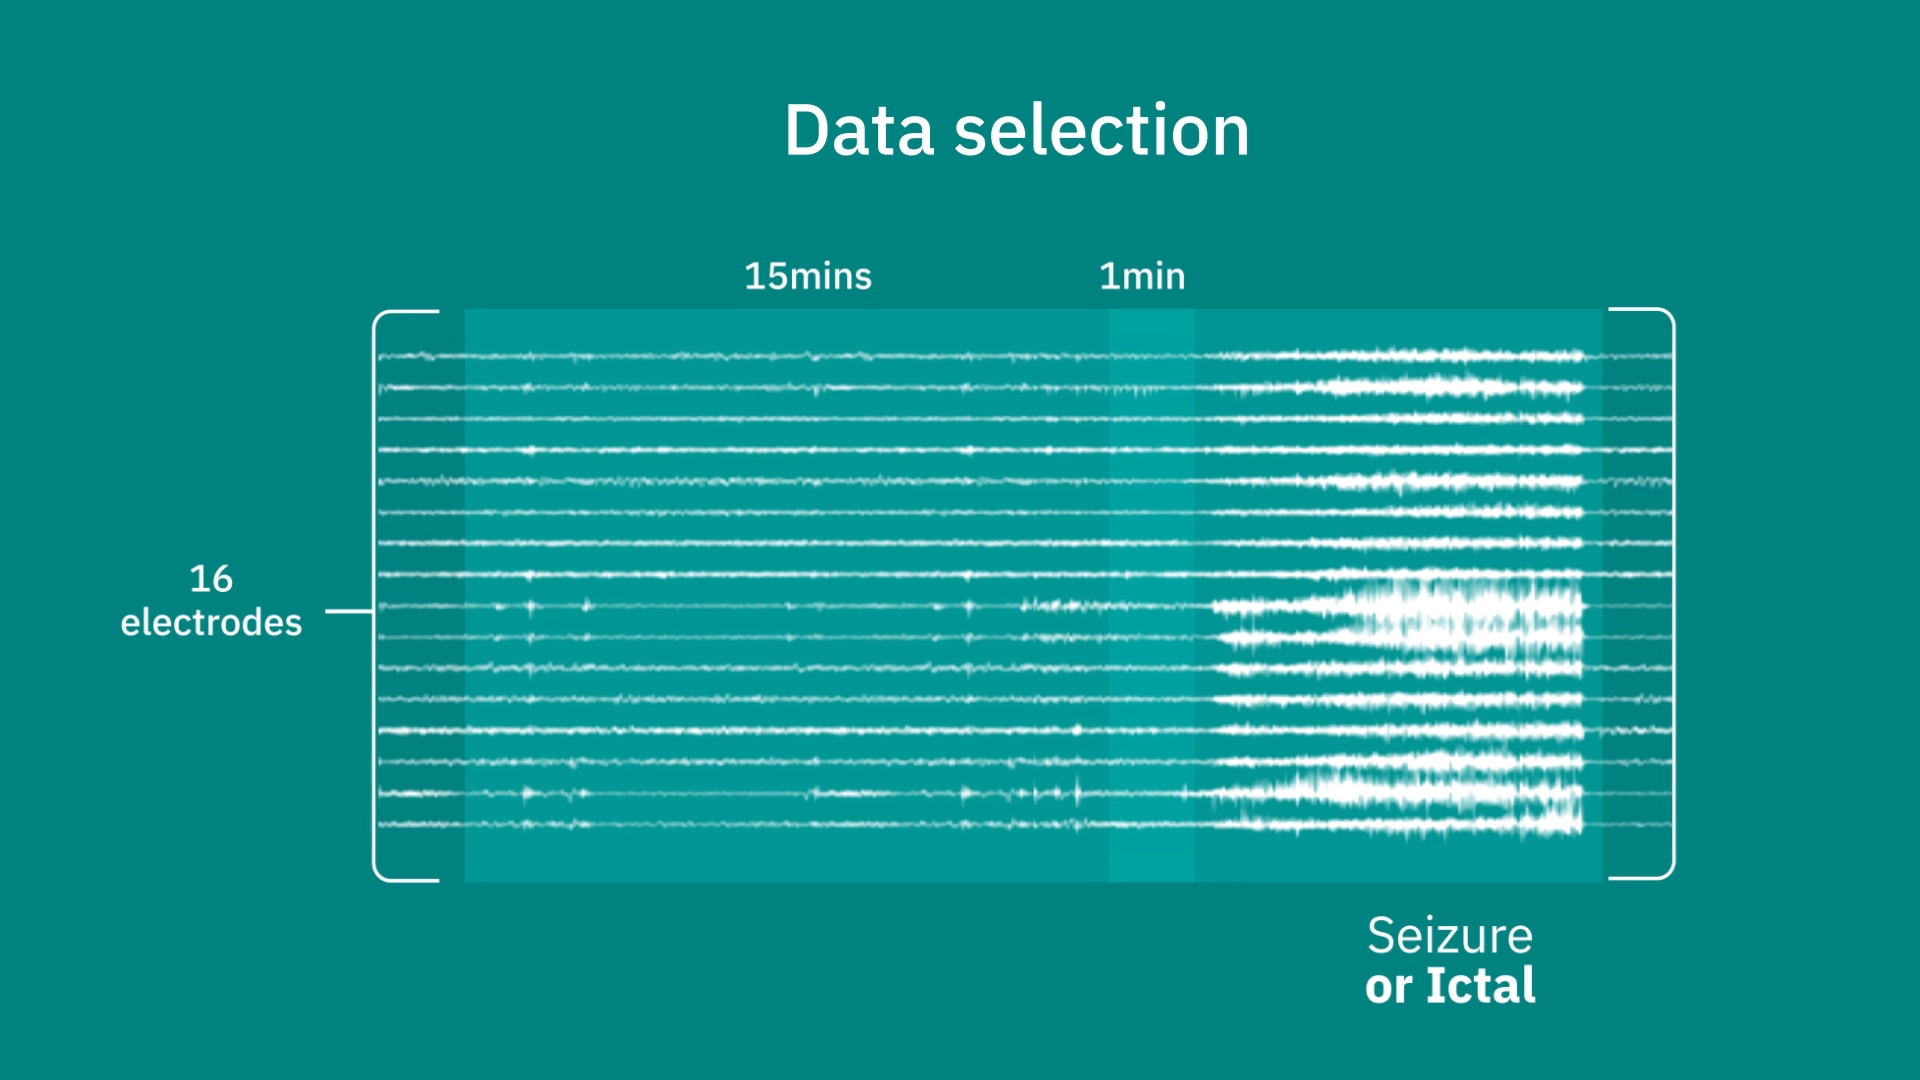 Data selection
15mins
1min
16
electrodes
Seizure
or Ictal